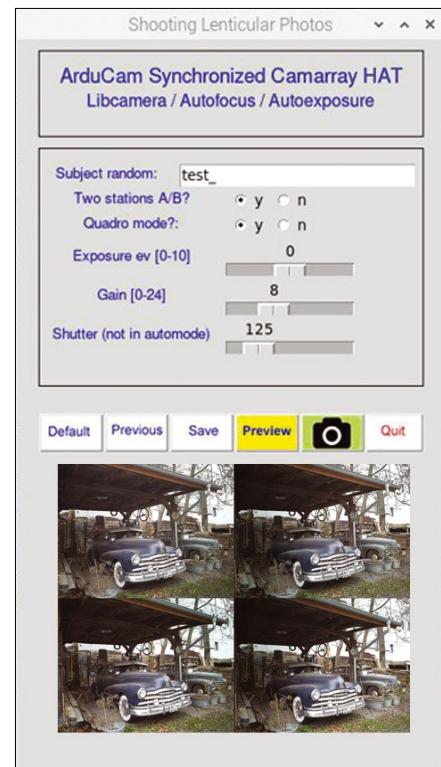 Shooting Lenticular Photos
ArduCam Synchronized Camarray HAT
Libcamera / Autofocus / Autoexposure
Subject random: test_
Two stations A/B? y n
Quadro mode?: y n
0
Exposure ev [0-10]
8
Gain [0-24]
125
Shutter (not in automode)
Default Previous Save Preview Quit